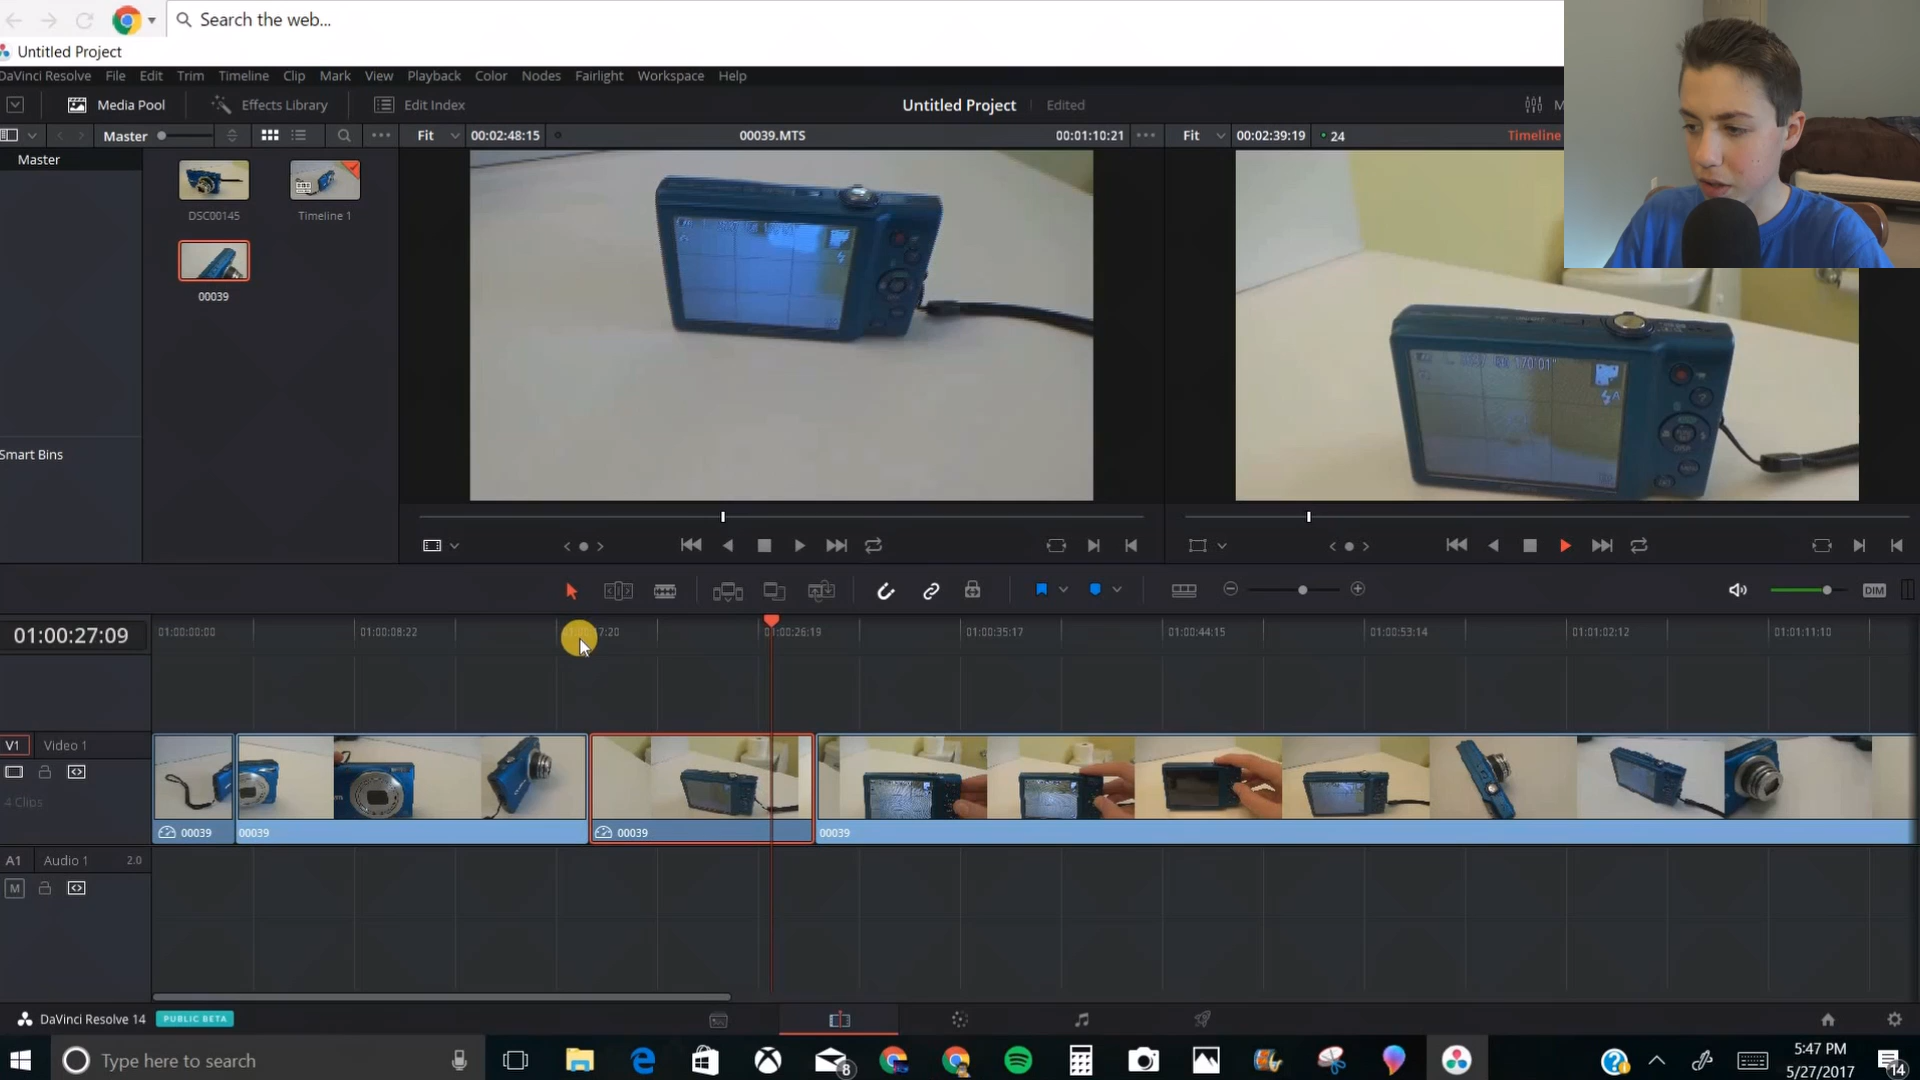 Search the web...
Untitled Project
DaVinci Resolve File Edit Trim Timeline Clip Mark View Playback Color Nodes Fairlight Workspace Help
Media Pool Effects Library Edit Index Untitled Project Edited M
Master Fit 00:02:48:15 00039.MTS 00:01:10:21 Fit 00:02:39:19 24 Timeline
Master
DSC00145 Timeline 1
00039
Smart Bins
DIM
01:00:27:09 01:00:00:00 01:00:08:22 01:00:26:19 01:00:35:17 01:00:44:15 01:00:53:14 01:01:02:12 01:01:11:10
V1 Video 1
4 Clips
00039 00039 00039 00039
A1 Audio 1 2.0
M
DaVinci Resolve 14 PUBLIC BETA
Type here to search 8 5:47 PM
5/27/2017 14